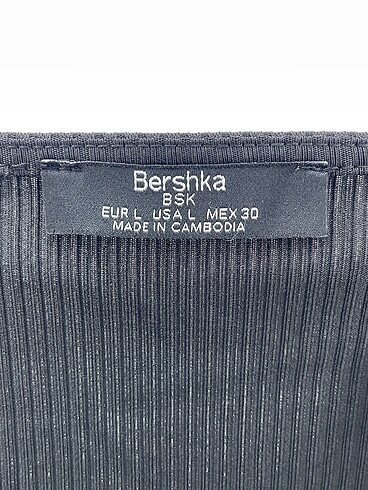 Bershka
BSK
EUR L USA L MEX 30
MADE IN CAMBODIA